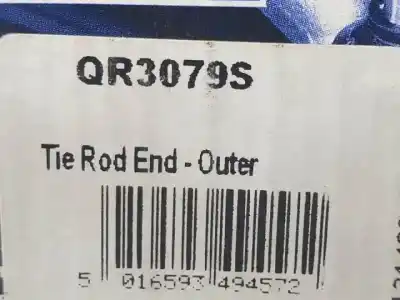 QR3079S
Tie Rod End - Outer
5 016593 494572